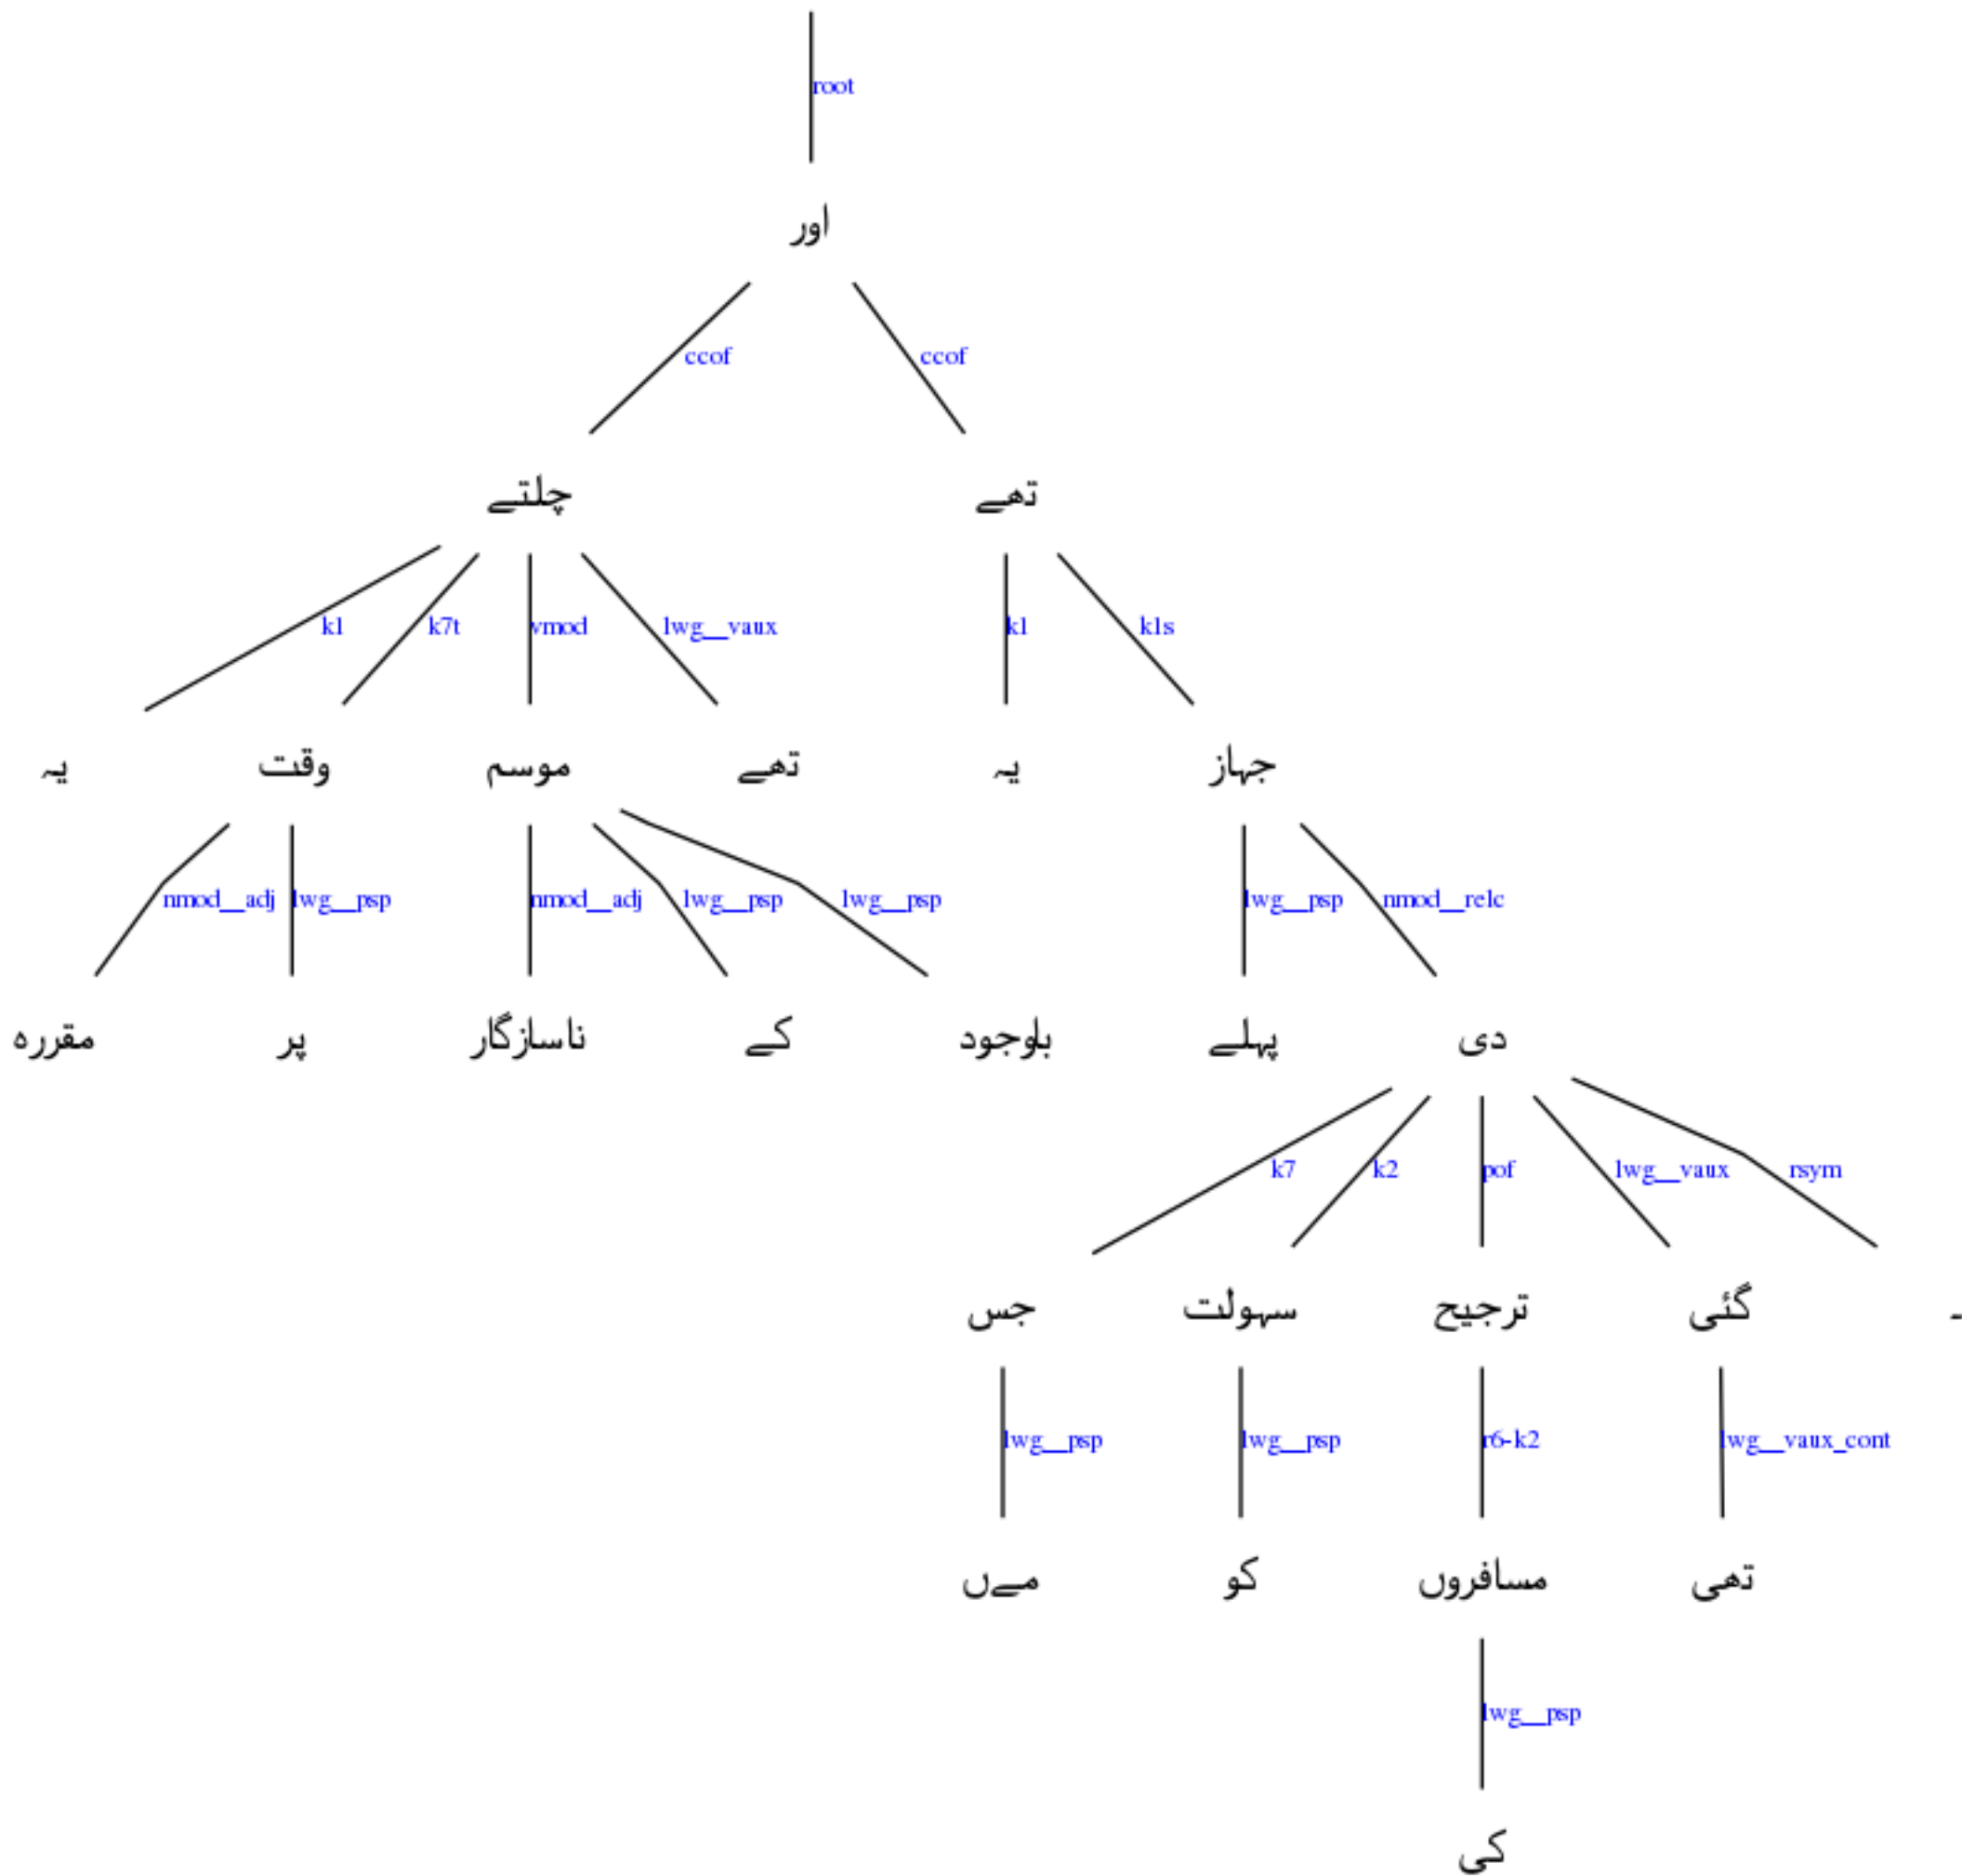 root
اور
ccof ccof
چلتے تھے
k1 k7t vmod lwg__vaux k1 k1s
یہ وقت موسم تھے یہ جہاز
nmod__adj lwg__psp nmod__adj lwg__psp lwg__psp lwg__psp nmod__relc
مقررہ پر ناسازگار کے باوجود پہلے دی
k7 k2 pof lwg__vaux rsym
جس سہولت ترجیح گئی ۔
lwg__psp lwg__psp r6-k2 lwg__vaux_cont
مےں کو مسافروں تھی
lwg__psp
کی